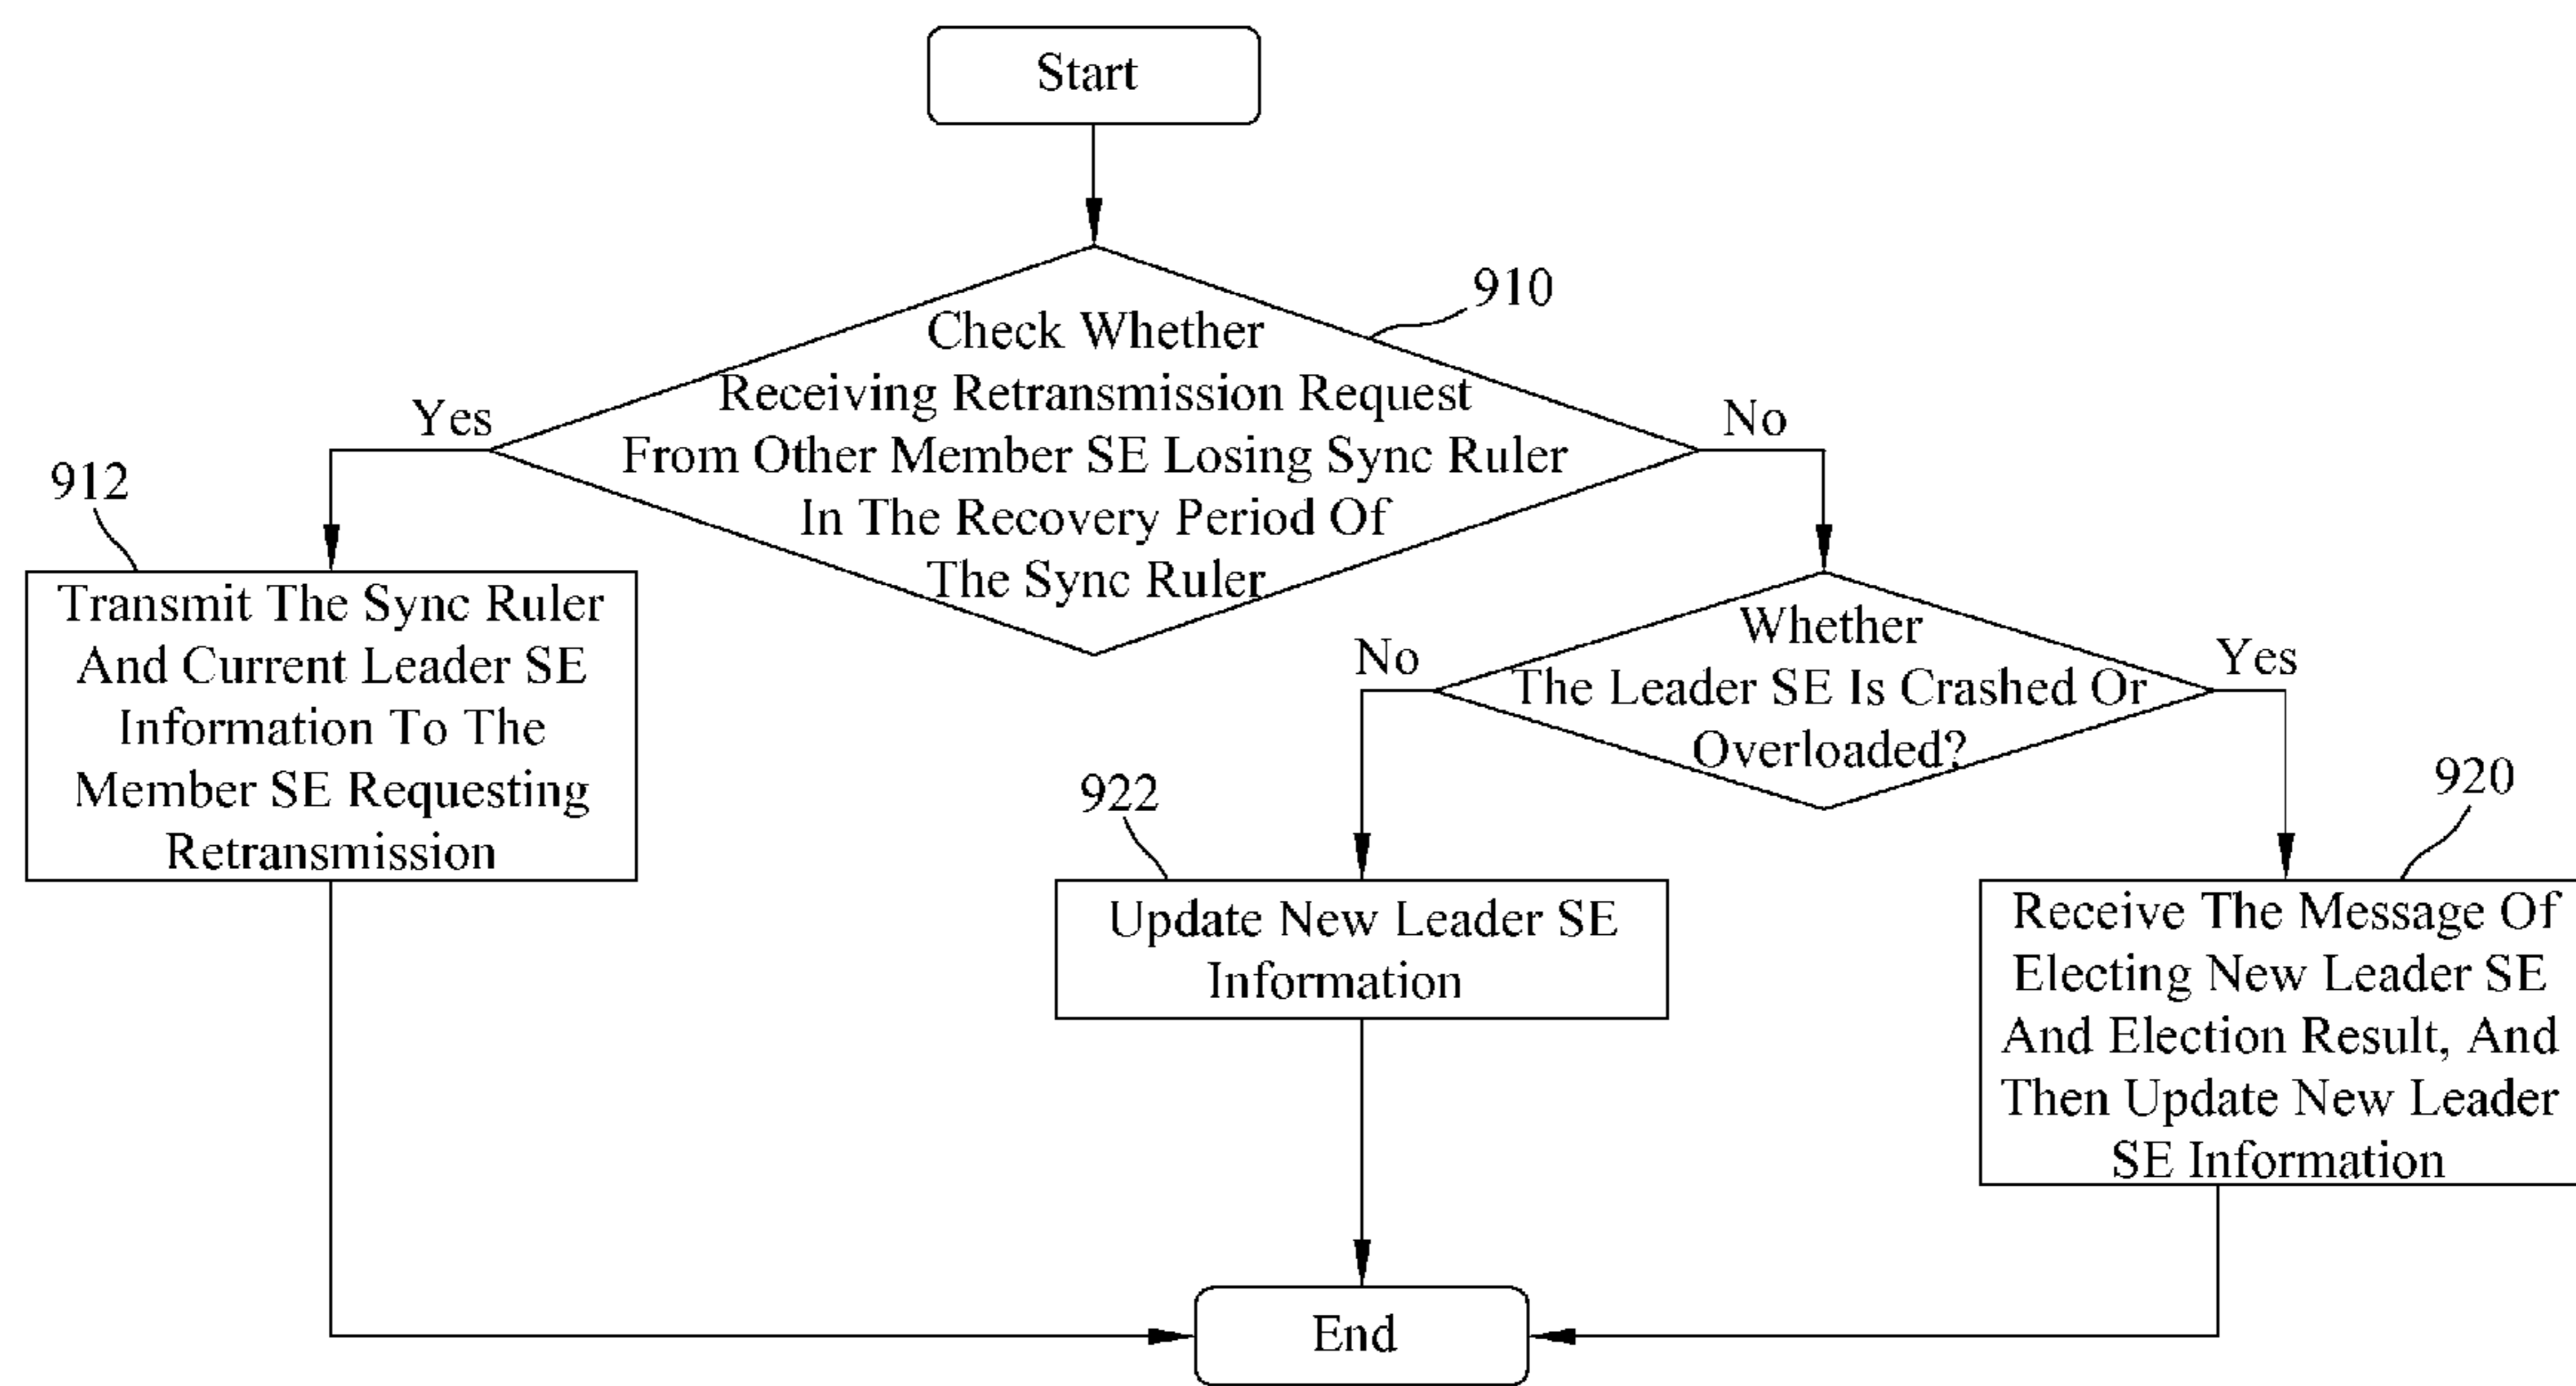 Start
910
Check Whether
Receiving Retransmission Request
From Other Member SE Losing Sync Ruler
In The Recovery Period Of
The Sync Ruler
Yes
No
912
Transmit The Sync Ruler
And Current Leader SE
Information To The
Member SE Requesting
Retransmission
Whether
The Leader SE Is Crashed Or
Overloaded?
No
Yes
922
Update New Leader SE
Information
920
Receive The Message Of
Electing New Leader SE
And Election Result, And
Then Update New Leader
SE Information
End